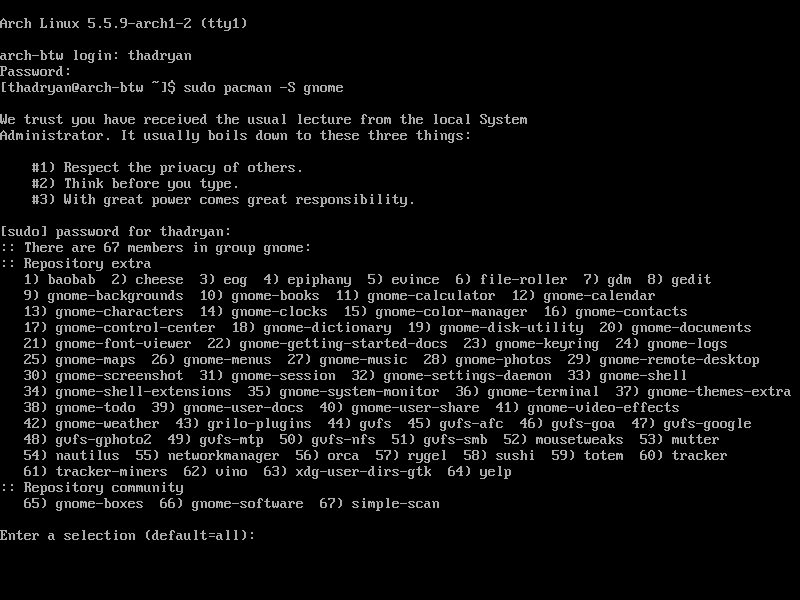 Arch Linux 5.5.9-arch1-2 (tty1)
arch-btw login: thadryan
Password:
[thadryan@arch-btw ~]$ sudo pacman -S gnome
We trust you have received the usual lecture from the local System
Administrator. It usually boils down to these three things:
#1) Respect the privacy of others.
#2) Think before you type.
#3) With great power comes great responsibility.
[sudo] password for thadryan:
:: There are 67 members in group gnome:
:: Repository extra
1) baobab  2) cheese  3) eog  4) epiphany  5) evince  6) file-roller  7) gdm  8) gedit
9) gnome-backgrounds  10) gnome-books  11) gnome-calculator  12) gnome-calendar
13) gnome-characters  14) gnome-clocks  15) gnome-color-manager  16) gnome-contacts
17) gnome-control-center  18) gnome-dictionary  19) gnome-disk-utility  20) gnome-documents
21) gnome-font-viewer  22) gnome-getting-started-docs  23) gnome-keyring  24) gnome-logs
25) gnome-maps  26) gnome-menus  27) gnome-music  28) gnome-photos  29) gnome-remote-desktop
30) gnome-screenshot  31) gnome-session  32) gnome-settings-daemon  33) gnome-shell
34) gnome-shell-extensions  35) gnome-system-monitor  36) gnome-terminal  37) gnome-themes-extra
38) gnome-todo  39) gnome-user-docs  40) gnome-user-share  41) gnome-video-effects
42) gnome-weather  43) grilo-plugins  44) gvfs  45) gvfs-afc  46) gvfs-goa  47) gvfs-google
48) gvfs-gphoto2  49) gvfs-mtp  50) gvfs-nfs  51) gvfs-smb  52) mousetweaks  53) mutter
54) nautilus  55) networkmanager  56) orca  57) rygel  58) sushi  59) totem  60) tracker
61) tracker-miners  62) vino  63) xdg-user-dirs-gtk  64) yelp
:: Repository community
65) gnome-boxes  66) gnome-software  67) simple-scan
Enter a selection (default=all):